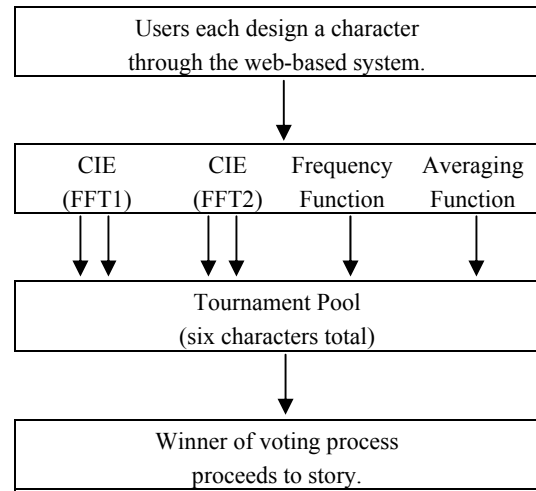 Users each design a character
through the web-based system.
CIE CIE Frequency Averaging
(FFT1) (FFT2) Function Function
Tournament Pool
(six characters total)
Winner of voting process
proceeds to story.